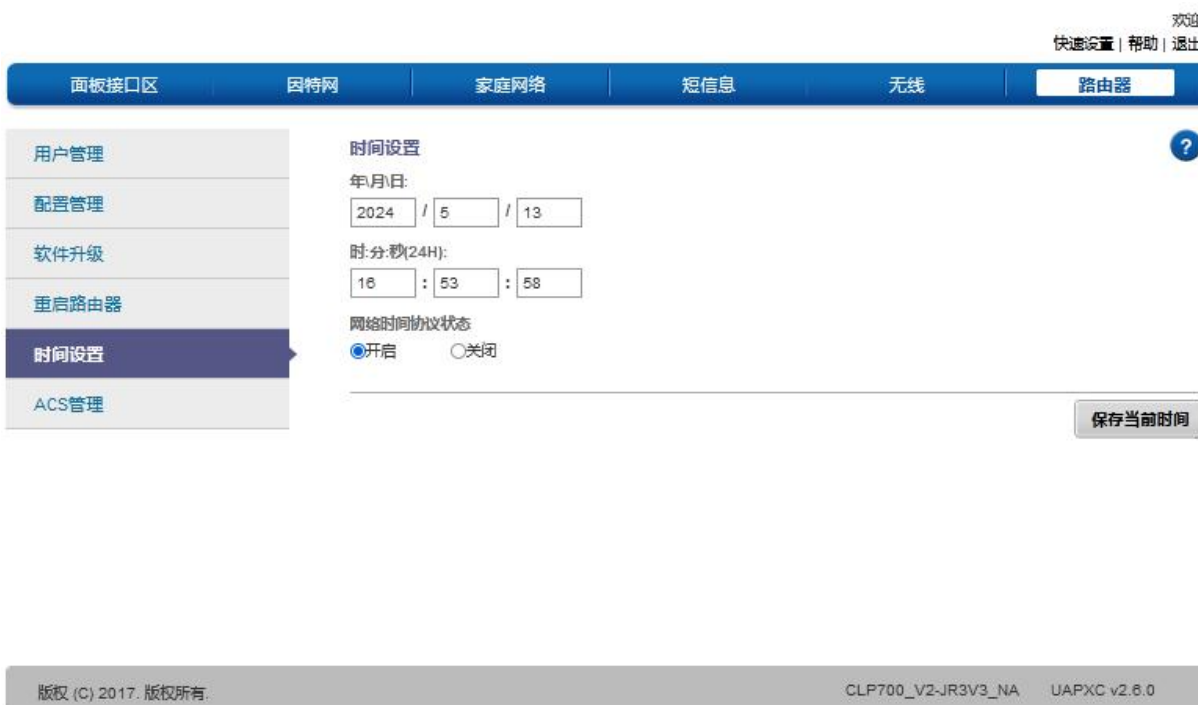 欢迎
快速设置 | 帮助 | 退出
面板接口区 因特网 家庭网络 短信息 无线 路由器
用户管理
配置管理
软件升级
重启路由器
时间设置
ACS管理
时间设置
?
年\月\日:
2024 / 5 / 13
时:分:秒(24H):
16 : 53 : 58
网络时间协议状态
开启 关闭
保存当前时间
版权 (C) 2017. 版权所有. CLP700_V2-JR3V3_NA UAPXC v2.6.0